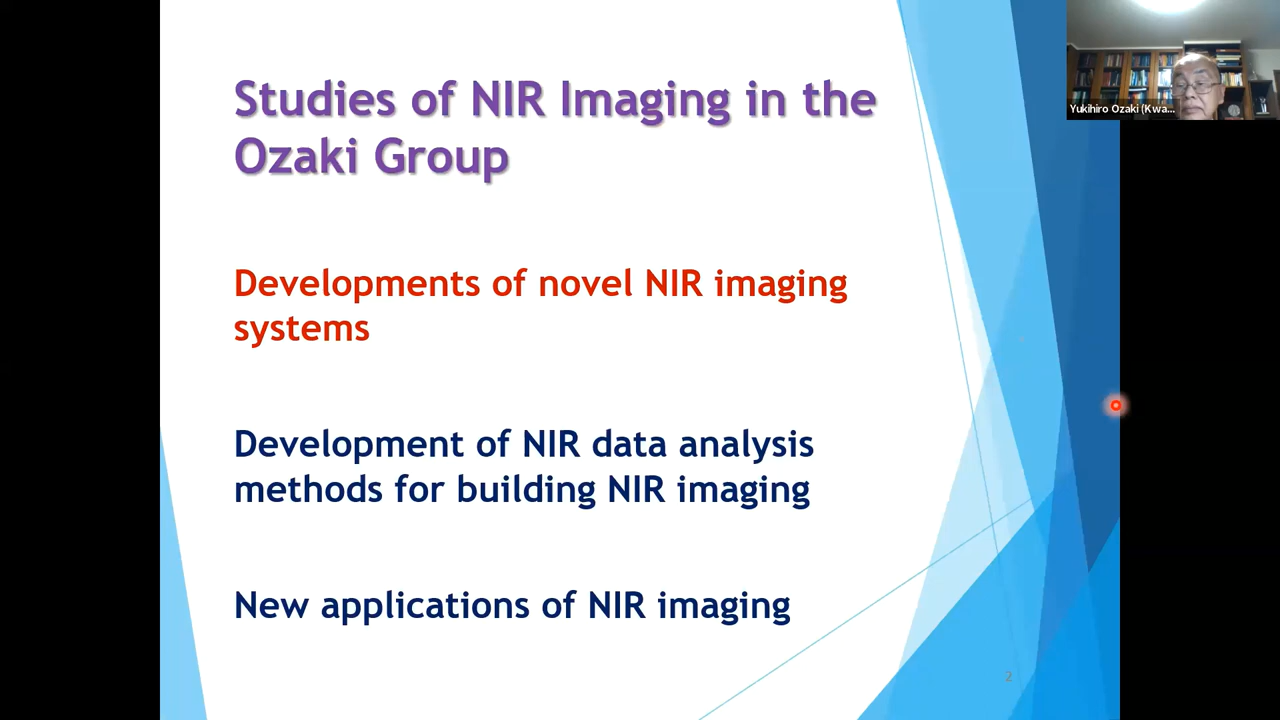 Studies of NIR Imaging in the
Ozaki Group
Yukihiro Ozaki (Kwa...
Developments of novel NIR imaging
systems
Development of NIR data analysis
methods for building NIR imaging
New applications of NIR imaging
2